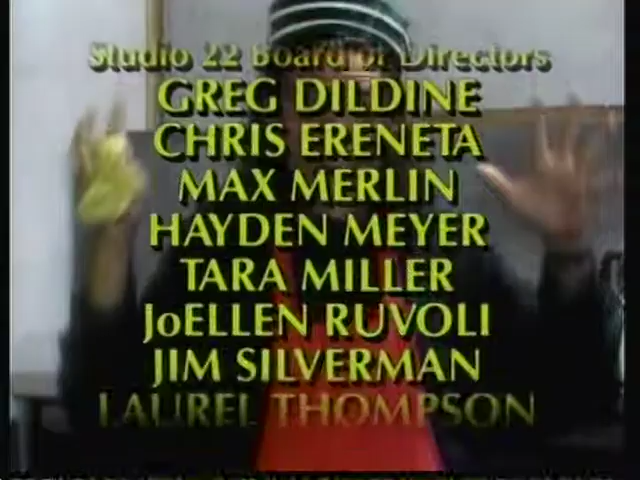 Studio 22 Board of Directors
GREG DILDINE
CHRIS ERENETA
MAX MERLIN
HAYDEN MEYER
TARA MILLER
JoELLEN RUVOLI
JIM SILVERMAN
LAUREL THOMPSON